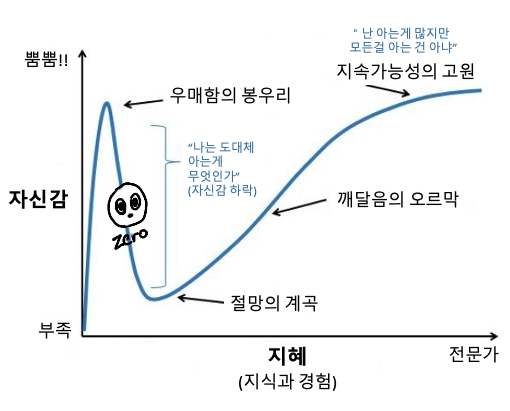 " 난 아는게 많지만
모든걸 아는 건 아냐”
뿜뿜!!
지속가능성의 고원
우매함의 봉우리
“나는 도대체
아는게
무엇인가”
(자신감 하락)
자신감
깨달음의 오르막
zero
절망의 계곡
부족
지혜
전문가
(지식과 경험)